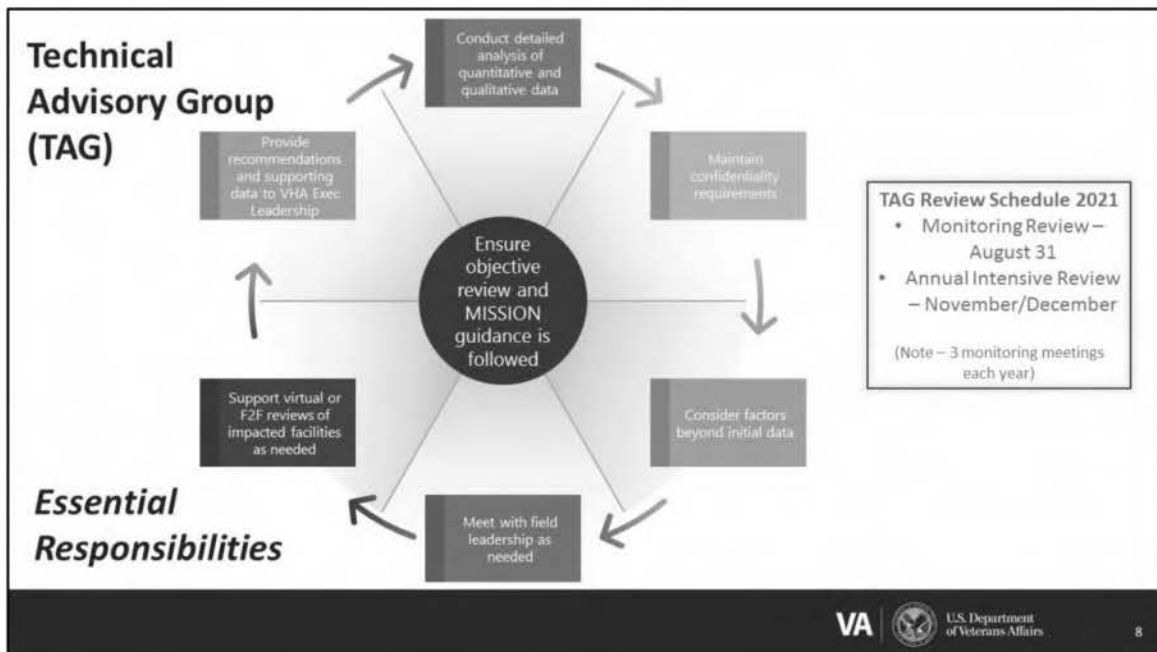 Technical
Advisory Group
(TAG)
Conduct detailed
analysis of
quantitative and
qualitative data
Maintain
confidentiality
requirements
Consider factors
beyond initial data
Meet with field
leadership as
needed
Support virtual or
F2F reviews of
impacted facilities
as needed
Provide
recommendations
and supporting
data to VHA Exec
Leadership
Ensure
objective
review and
MISSION
guidance is
followed
TAG Review Schedule 2021
• Monitoring Review –
August 31
• Annual Intensive Review
– November/December
(Note – 3 monitoring meetings
each year)
Essential
Responsibilities
VA
U.S. Department
of Veterans Affairs
8